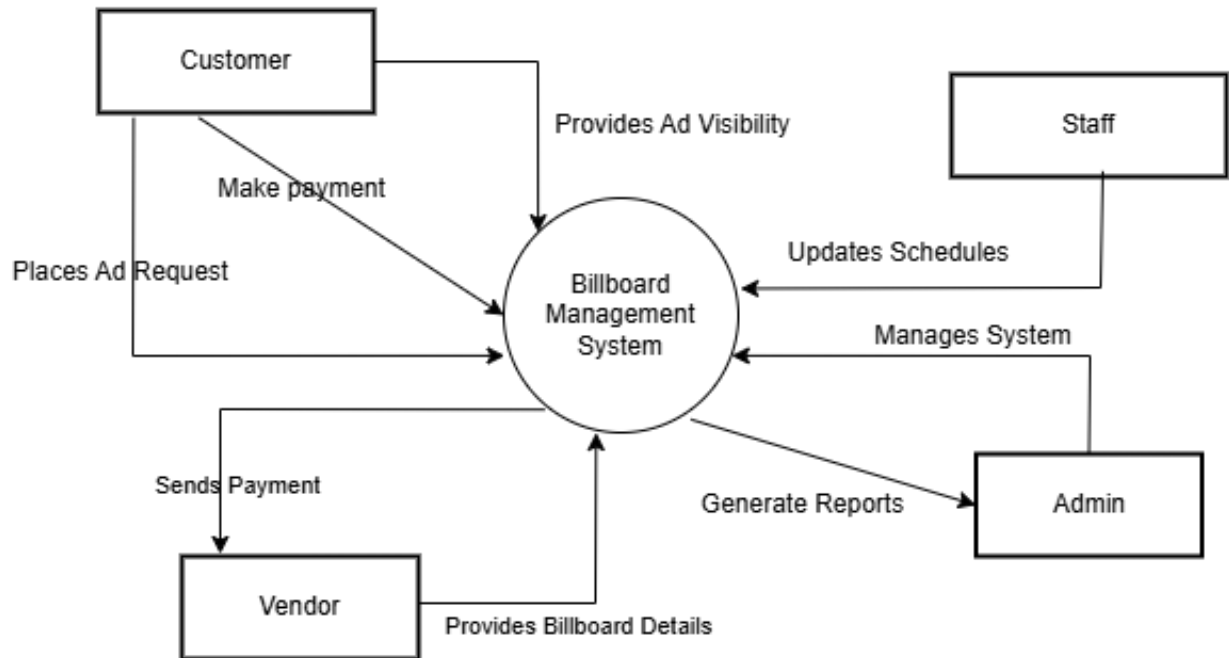 Customer
Staff
Provides Ad Visibility
Make payment
Places Ad Request
Updates Schedules
Billboard
Management
System
Manages System
Sends Payment
Generate Reports
Admin
Vendor
Provides Billboard Details